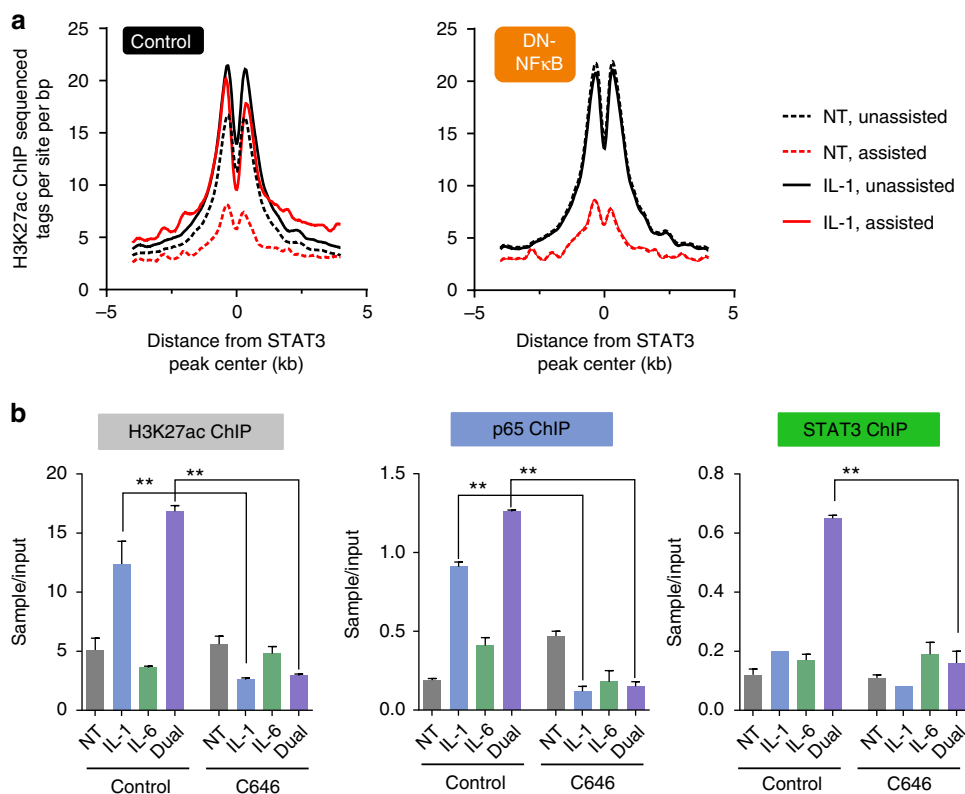 a
H3K27ac ChIP sequenced
tags per site per bp
25
20
15
10
5
0
Control
–5
0
5
Distance from STAT3
peak center (kb)
25
20
15
10
5
0
DN-
NFκB
–5
0
5
Distance from STAT3
peak center (kb)
NT, unassisted
NT, assisted
IL-1, unassisted
IL-1, assisted
b
H3K27ac ChIP
Sample/input
20
15
10
5
0
**
**
NT
IL-1
IL-6
Dual
NT
IL-1
IL-6
Dual
Control
C646
p65 ChIP
Sample/input
1.5
1.0
0.5
0.0
**
**
NT
IL-1
IL-6
Dual
NT
IL-1
IL-6
Dual
Control
C646
STAT3 ChIP
Sample/input
0.8
0.6
0.4
0.2
0.0
**
NT
IL-1
IL-6
Dual
NT
IL-1
IL-6
Dual
Control
C646